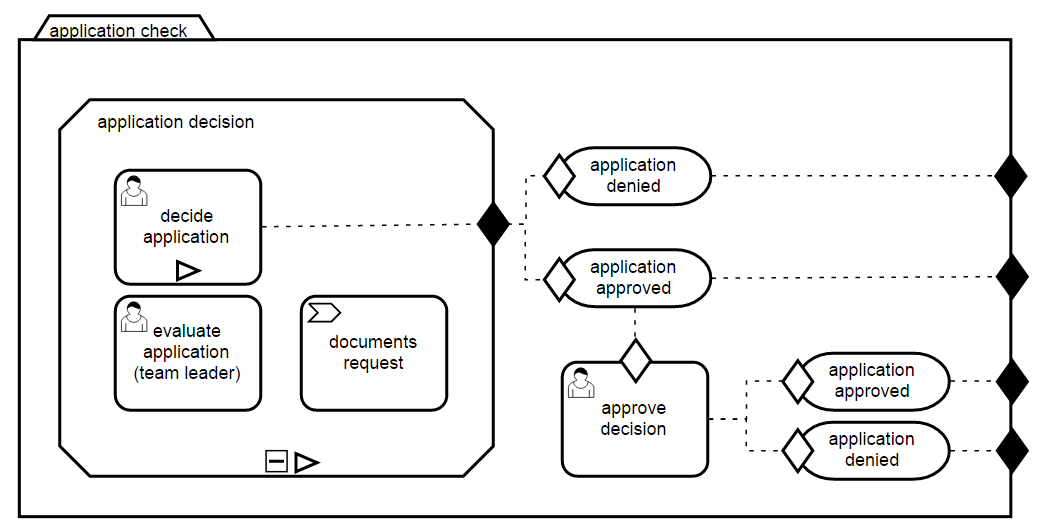 application check
application decision
decide
application
evaluate
application
(team leader)
documents
request
application
denied
application
approved
approve
decision
application
approved
application
denied